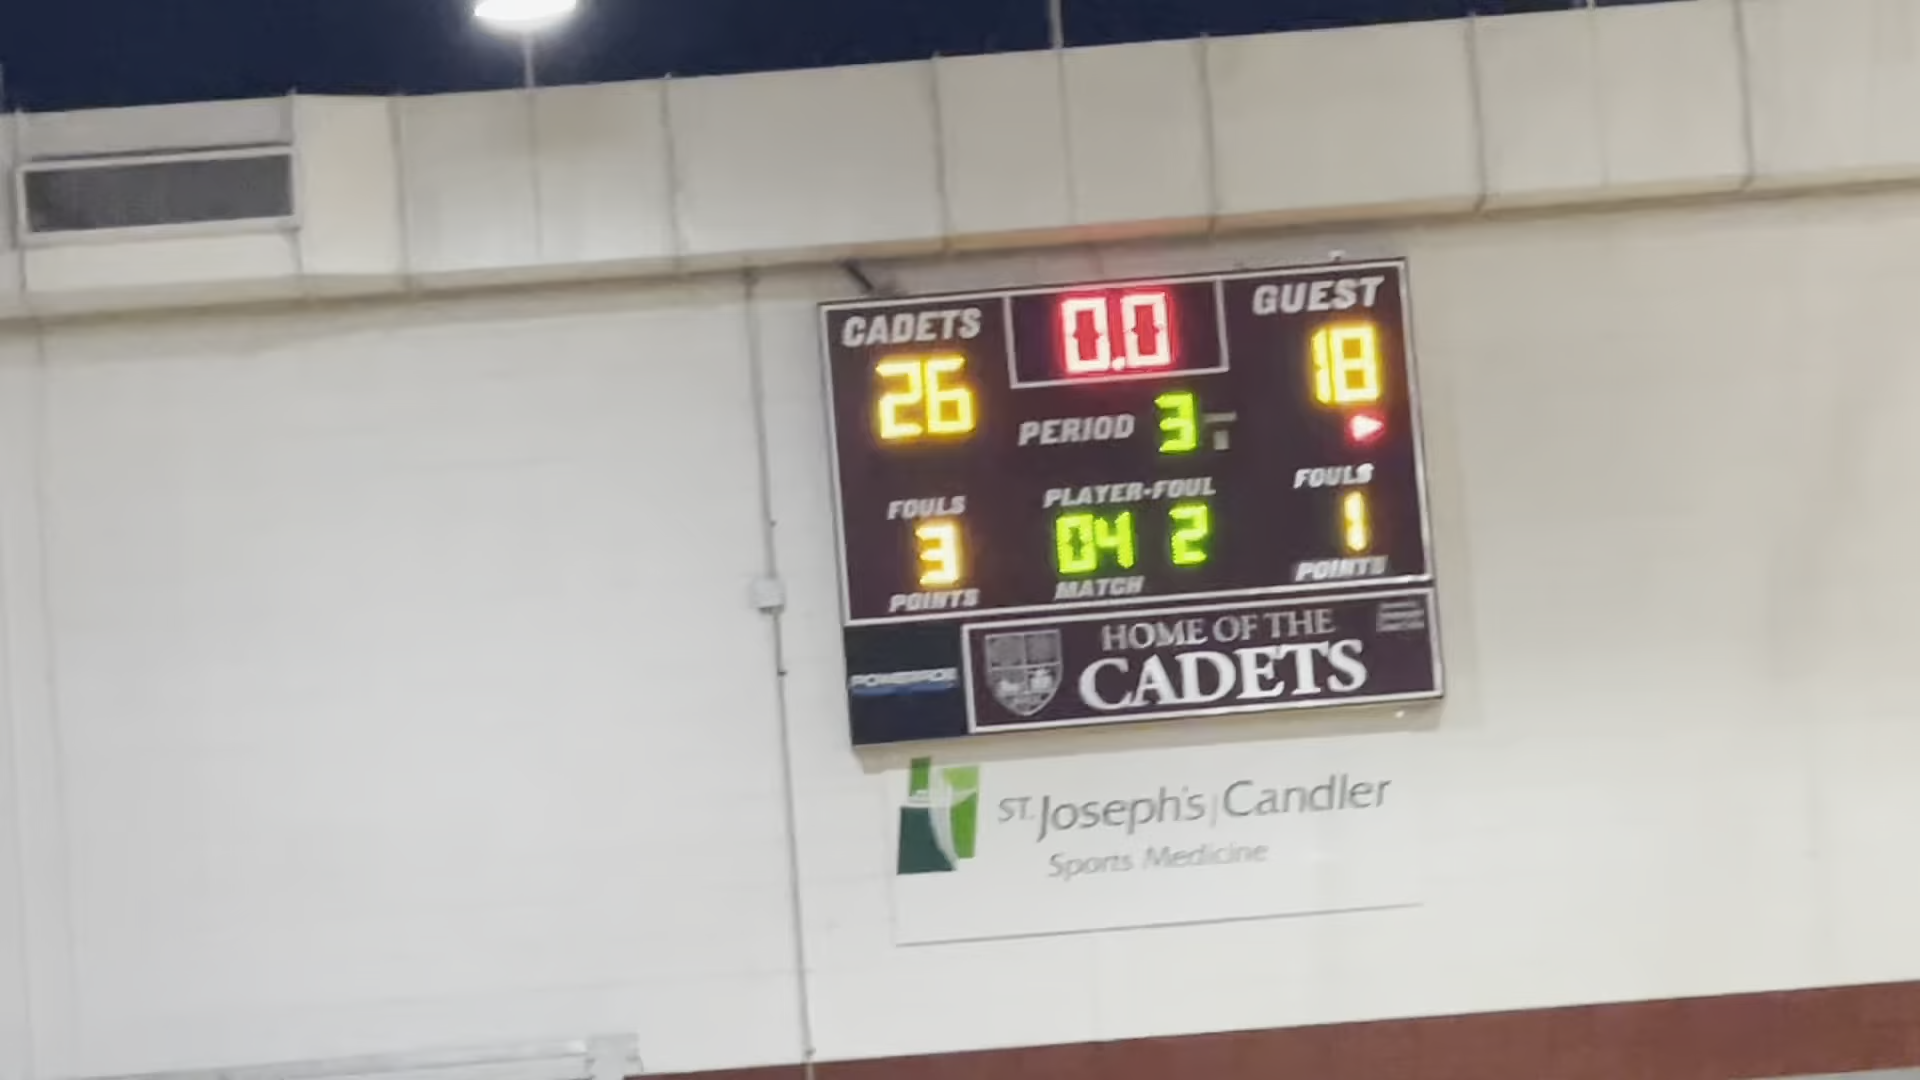 CADETS 0.0 GUEST
26 18
PERIOD 3
FOULS PLAYER-FOUL FOULS
3 04 2 1
POINTS MATCH POINTS
HOME OF THE
CADETS
POWERADE
ST. Joseph's | Candler
Sports Medicine